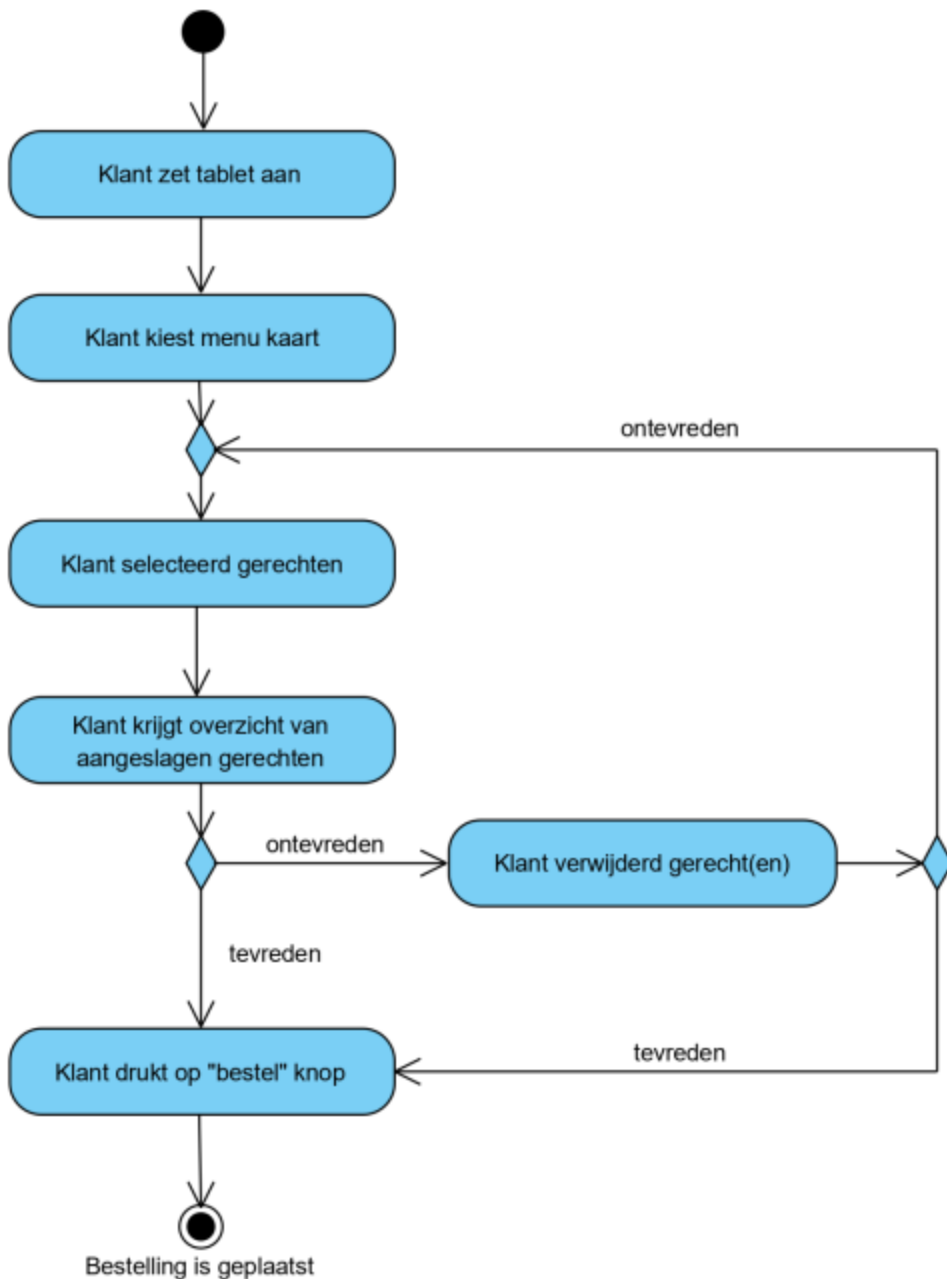 Klant zet tablet aan
Klant kiest menu kaart
ontevreden
Klant selecteerd gerechten
Klant krijgt overzicht van
aangeslagen gerechten
ontevreden
Klant verwijderd gerecht(en)
tevreden
tevreden
Klant drukt op "bestel" knop
Bestelling is geplaatst